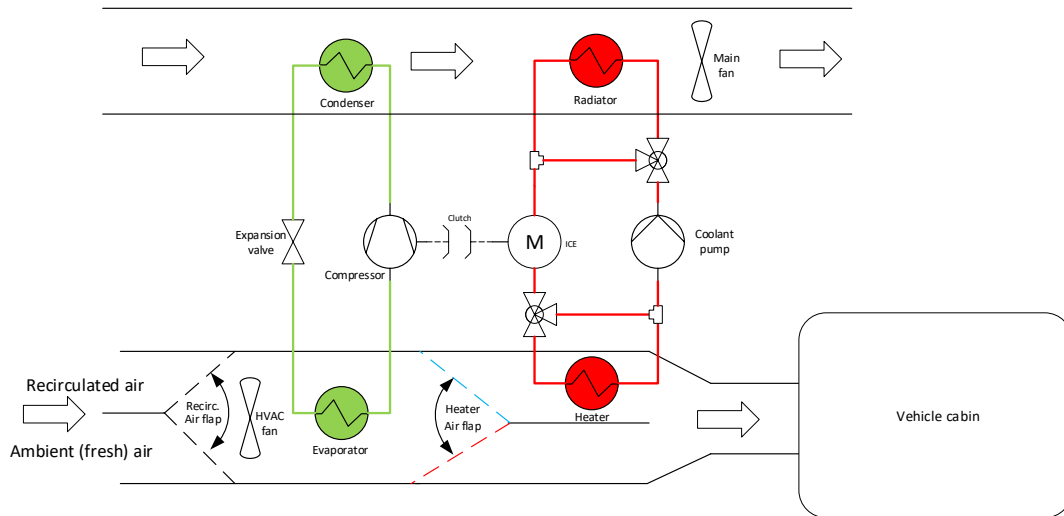 Condenser
Radiator
Main
fan
Expansion
valve
Compressor
Clutch
M
ICE
Coolant
pump
Recirculated air
Ambient (fresh) air
Recirc.
Air flap
HVAC
fan
Evaporator
Heater
Air flap
Heater
Vehicle cabin